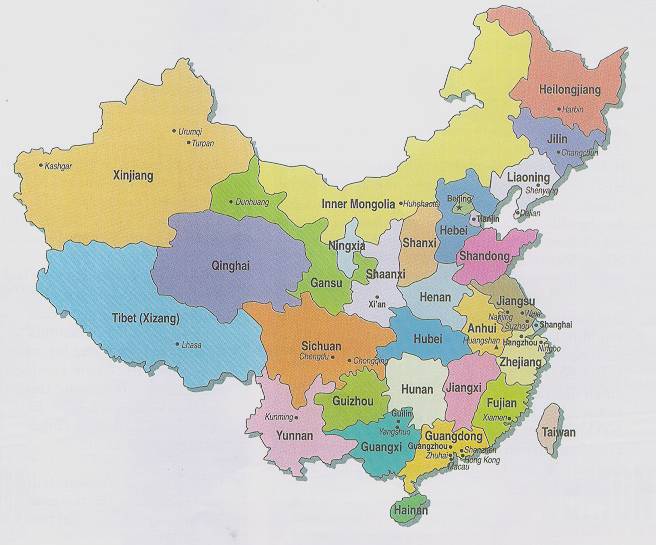 Heilongjiang
Harbin
Jilin
Changchun
Urumqi
Turpan
Kashgar
Xinjiang
Liaoning
Shenyang
Dunhuang
Inner Mongolia
Huhehaote
Beijing
Tianjin
Dalian
Hebei
Ningxia
Shanxi
Shandong
Qinghai
Gansu
Shaanxi
Xi'an
Henan
Jiangsu
Tibet (Xizang)
Nanjing
Wuxi
Suzhou
Shanghai
Anhui
Lhasa
Sichuan
Chengdu
Chongqing
Hubei
Huangshan
Hangzhou
Ningbo
Zhejiang
Hunan
Jiangxi
Guizhou
Fujian
Xiamen
Kunming
Yunnan
Guilin
Yangshuo
Guangxi
Guangdong
Guangzhou
Shenzhen
Zhuhai
Hong Kong
Macau
Taiwan
Hainan